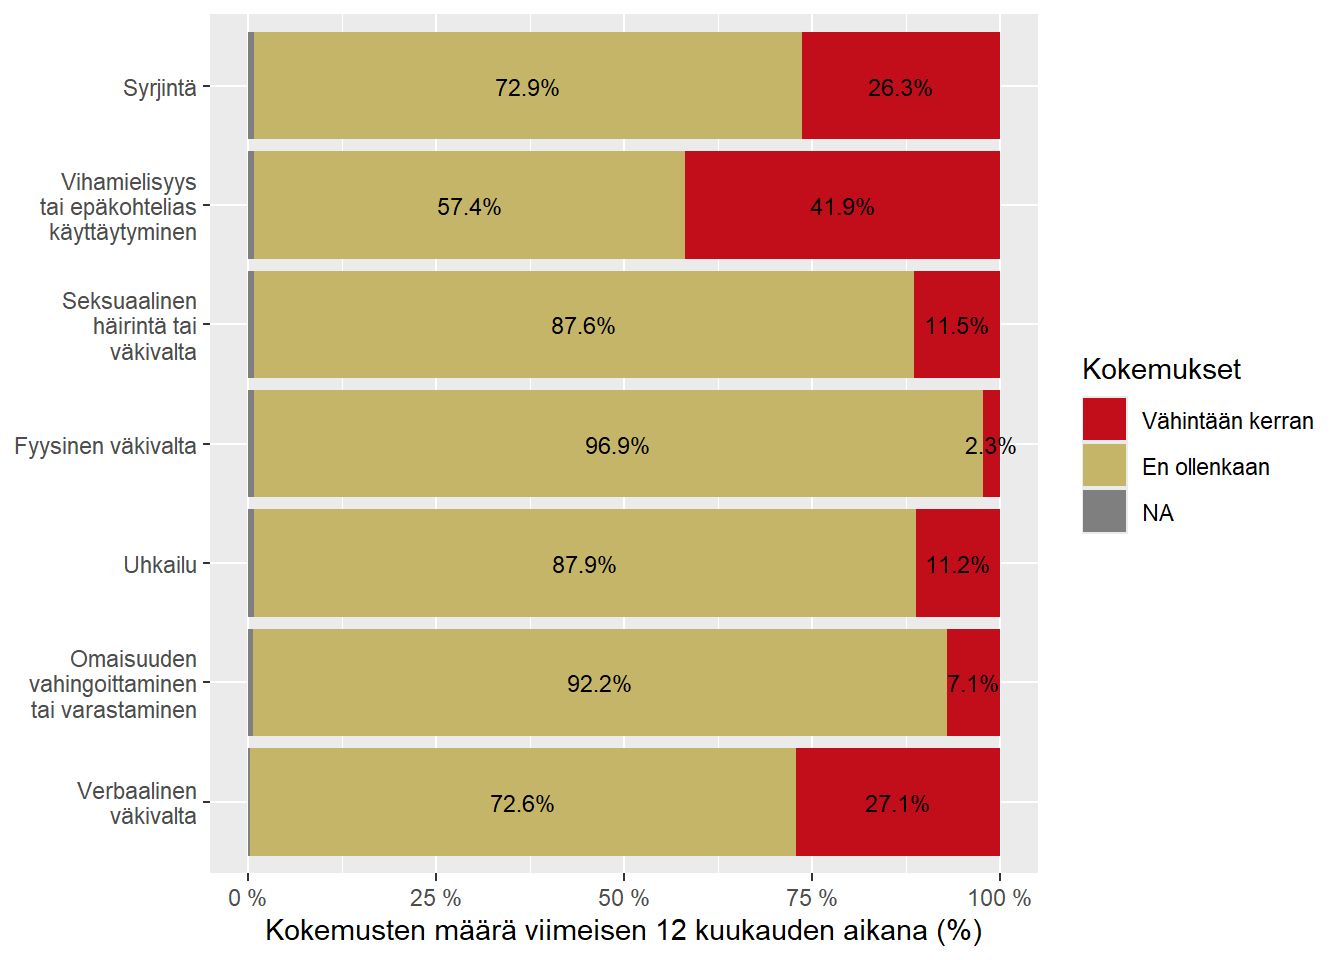 Syrjintä
72.9%
26.3%
Vihamielisyys
tai epäkohtelias
käyttäytyminen
57.4%
41.9%
Seksuaalinen
häirintä tai
väkivalta
87.6%
11.5%
Fyysinen väkivalta
96.9%
2.3%
Uhkailu
87.9%
11.2%
Omaisuuden
vahingoittaminen
tai varastaminen
92.2%
7.1%
Verbaalinen
väkivalta
72.6%
27.1%
0 %
25 %
50 %
75 %
100 %
Kokemusten määrä viimeisen 12 kuukauden aikana (%)
Kokemukset
Vähintään kerran
En ollenkaan
NA